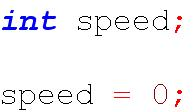 int speed;
speed = 0;